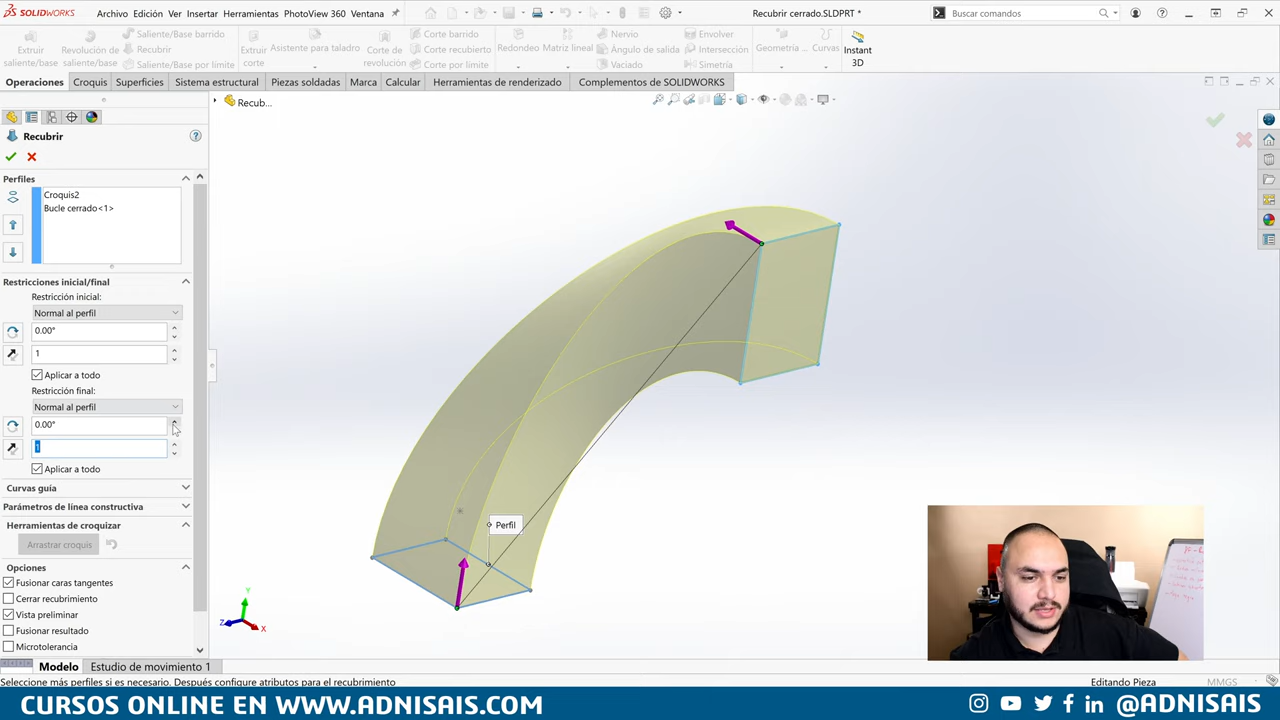 SOLIDWORKS
Archivo Edición Ver Insertar Herramientas PhotoView 360 Ventana
Recubrir cerrado.SLDPRT *
Buscar comandos
Extruir saliente/base
Revolución de saliente/base
Saliente/Base barrido
Recubrir
Saliente/Base por límite
Extruir corte
Asistente para taladro
Corte de revolución
Corte barrido
Corte recubierto
Corte por límite
Redondeo
Matriz lineal
Nervio
Ángulo de salida
Vaciado
Envolver
Intersección
Simetría
Geometría ...
Curvas
Instant 3D
Operaciones Croquis Superficies Sistema estructural Piezas soldadas Marca Calcular Herramientas de renderizado Complementos de SOLIDWORKS
Recub...
Recubrir
Perfiles
Croquis2
Bucle cerrado<1>
Restricciones inicial/final
Restricción inicial:
Normal al perfil
0.00°
1
Aplicar a todo
Restricción final:
Normal al perfil
0.00°
1
Aplicar a todo
Curvas guía
Parámetros de línea constructiva
Herramientas de croquizar
Arrastrar croquis
Opciones
Fusionar caras tangentes
Cerrar recubrimiento
Vista preliminar
Fusionar resultado
Microtolerancia
Perfil
Y
Z
X
Modelo Estudio de movimiento 1
Seleccione más perfiles si es necesario. Después configure atributos para el recubrimiento
Editando Pieza
MMGS
CURSOS ONLINE EN WWW.ADNISAIS.COM
@ADNISAIS